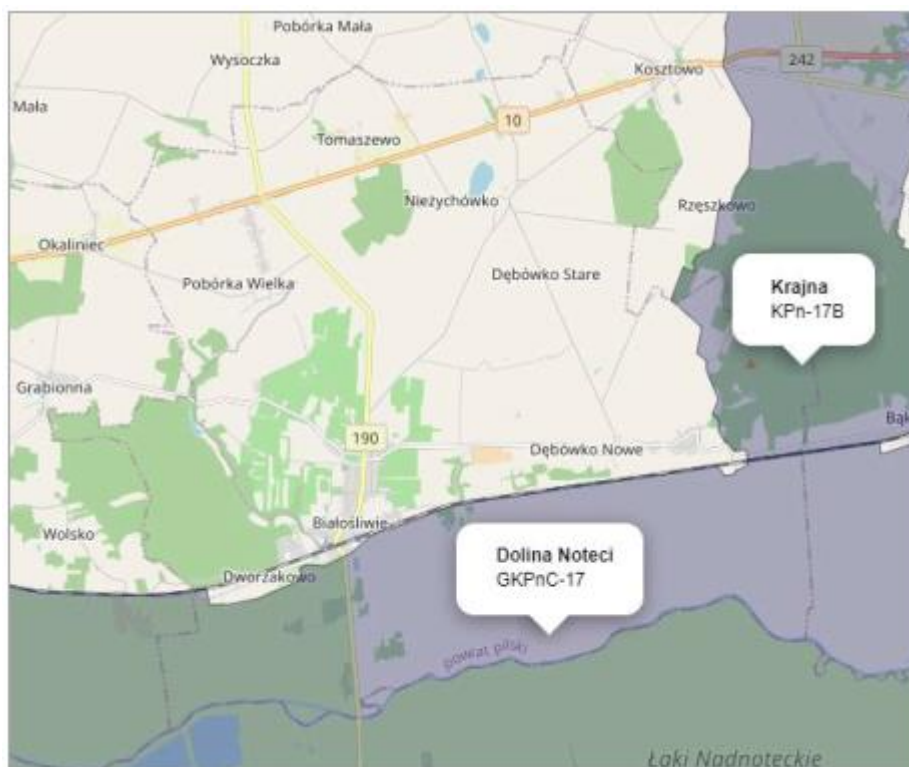 Pobórka Mała
Wysoczka
242
Kosztowo
Mała
10
Tomaszewo
Nieżychówko
Rzęszkowo
Okaliniec
Dębówko Stare
Pobórka Wielka
Krajna
KPn-17B
Grabionna
Bąk
190
Dębówko Nowe
Białośliwie
Wolsko
Dolina Noteci
GKPnC-17
Dworzakowo
powiat pilski
Łąki Nadnoteckie